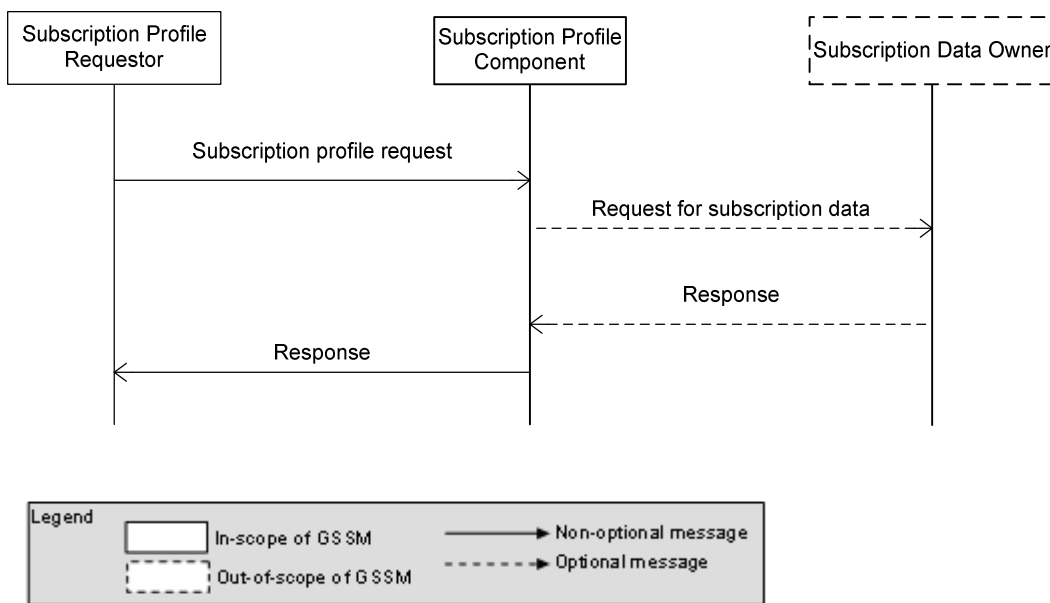 Subscription Profile
Requestor
Subscription Profile
Component
Subscription Data Owner
Subscription profile request
Request for subscription data
Response
Response
Legend
In-scope of GSSM
Non-optional message
Out-of-scope of GSSM
Optional message